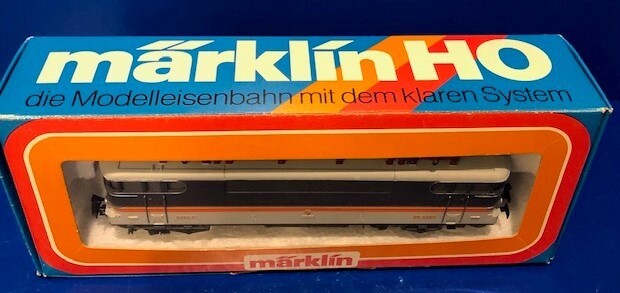 märklin HO
die Modelleisenbahn mit dem klaren System
märklin